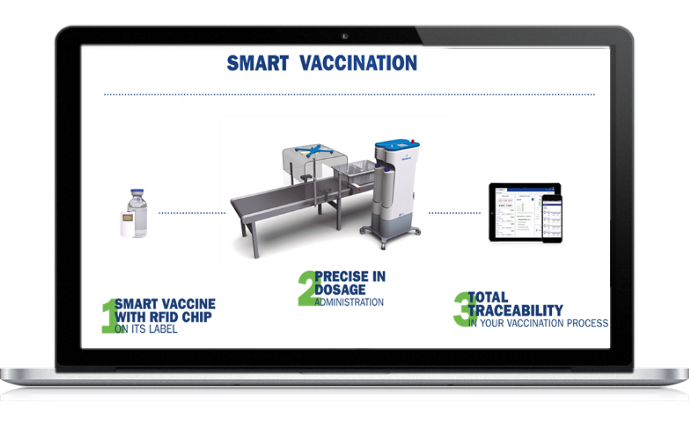 SMART VACCINATION
1 SMART VACCINE
WITH RFID CHIP
ON ITS LABEL
2 PRECISE IN
DOSAGE
ADMINISTRATION
3 TOTAL
TRACEABILITY
IN YOUR VACCINATION PROCESS